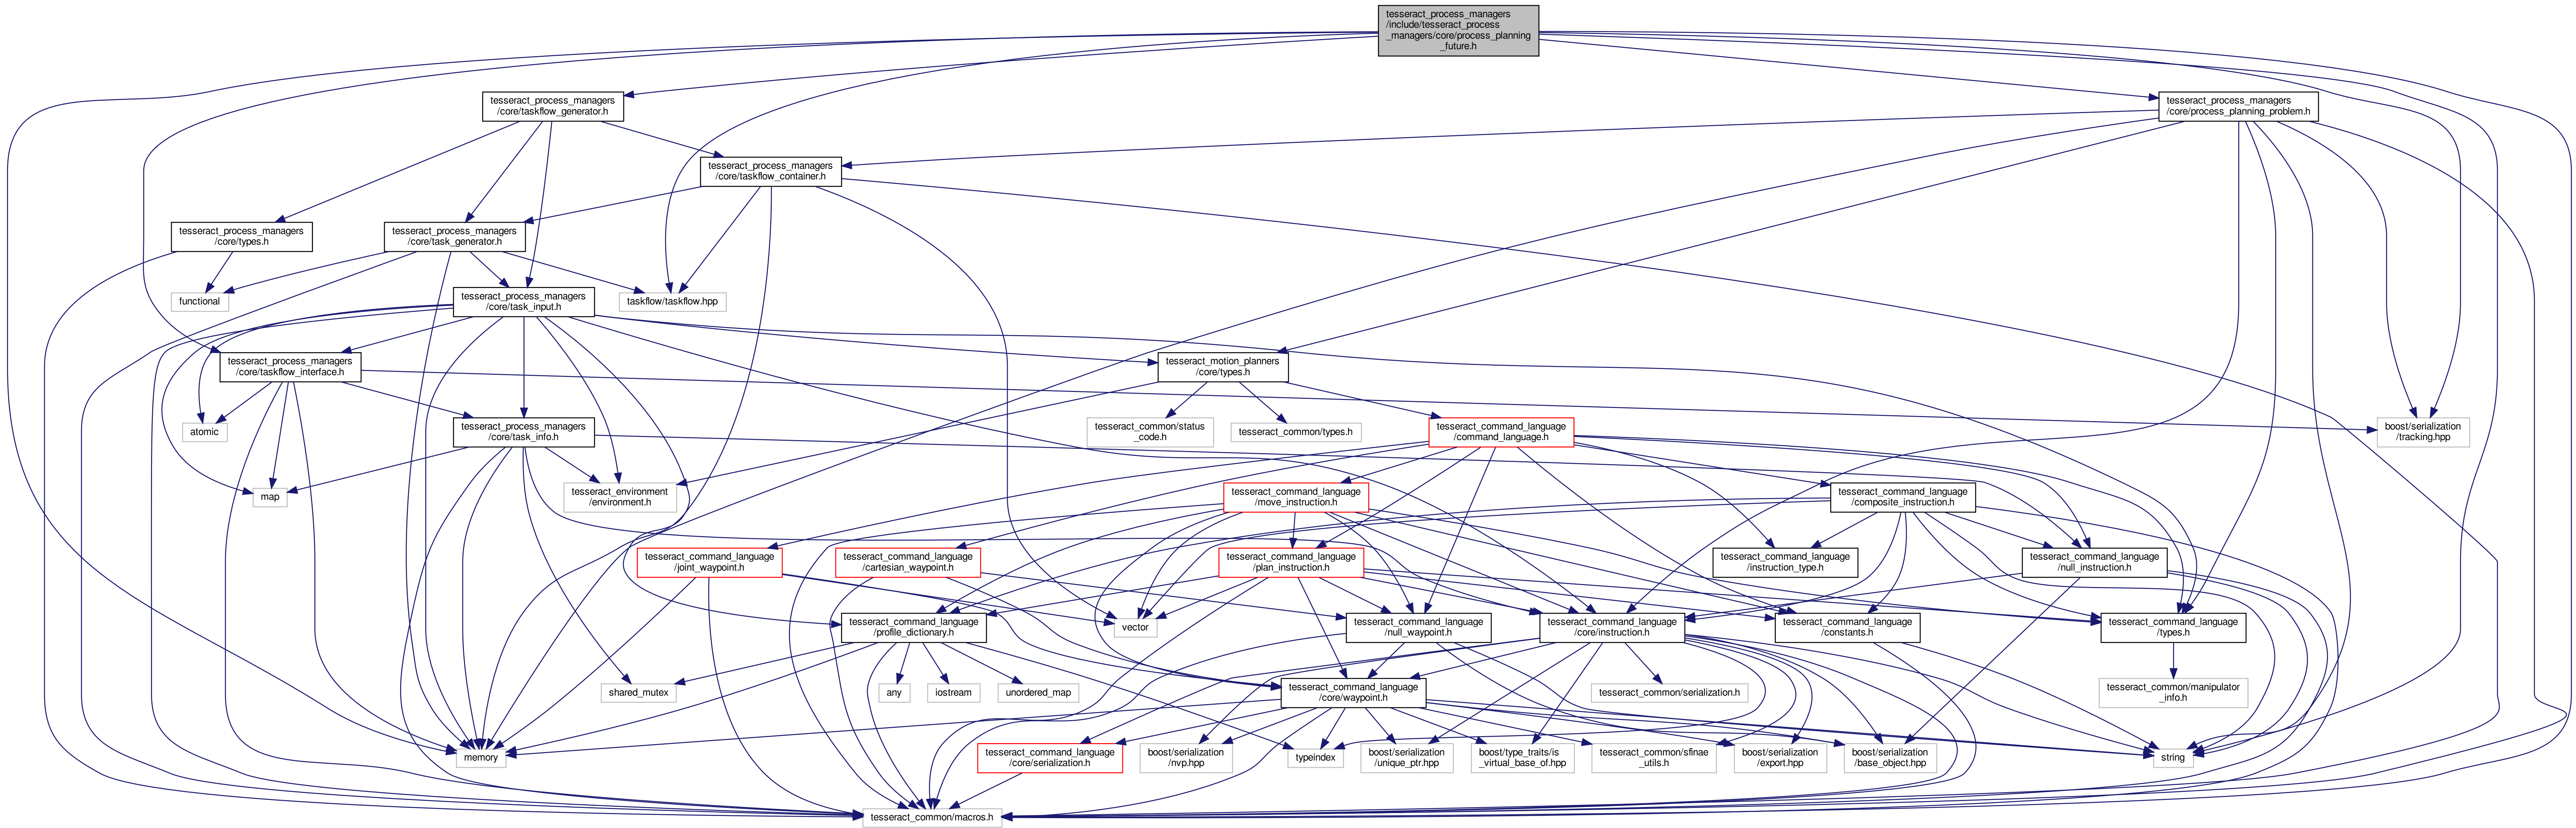 tesseract_process_managers
/include/tesseract_process
_managers/core/process_planning
_future.h
tesseract_process_managers
/core/taskflow_generator.h
tesseract_process_managers
/core/process_planning_problem.h
tesseract_process_managers
/core/taskflow_container.h
tesseract_process_managers
/core/types.h
tesseract_process_managers
/core/task_generator.h
functional
tesseract_process_managers
/core/task_input.h
taskflow/taskflow.hpp
tesseract_process_managers
/core/taskflow_interface.h
tesseract_motion_planners
/core/types.h
atomic
tesseract_process_managers
/core/task_info.h
tesseract_common/status
_code.h
tesseract_common/types.h
tesseract_command_language
/command_language.h
boost/serialization
/tracking.hpp
map
tesseract_environment
/environment.h
tesseract_command_language
/move_instruction.h
tesseract_command_language
/composite_instruction.h
tesseract_command_language
/joint_waypoint.h
tesseract_command_language
/cartesian_waypoint.h
tesseract_command_language
/plan_instruction.h
tesseract_command_language
/instruction_type.h
tesseract_command_language
/null_instruction.h
tesseract_command_language
/profile_dictionary.h
vector
tesseract_command_language
/null_waypoint.h
tesseract_command_language
/core/instruction.h
tesseract_command_language
/constants.h
tesseract_command_language
/types.h
shared_mutex
any
iostream
unordered_map
tesseract_command_language
/core/waypoint.h
tesseract_common/serialization.h
tesseract_common/manipulator
_info.h
memory
tesseract_command_language
/core/serialization.h
boost/serialization
/nvp.hpp
typeindex
boost/serialization
/unique_ptr.hpp
boost/type_traits/is
_virtual_base_of.hpp
tesseract_common/sfinae
_utils.h
boost/serialization
/export.hpp
boost/serialization
/base_object.hpp
string
tesseract_common/macros.h